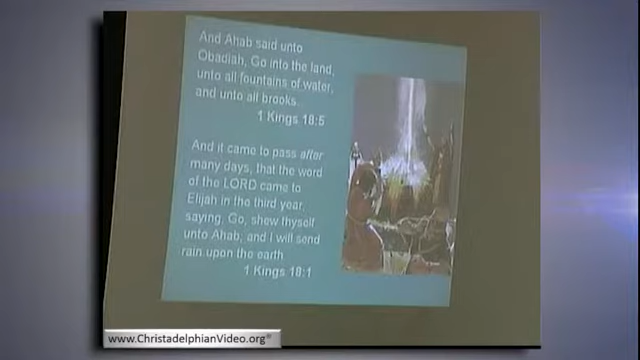 And Ahab said unto
Obadiah, Go into the land,
unto all fountains of water,
and unto all brooks.
1 Kings 18:5
And it came to pass after
many days, that the word
of the LORD came to
Elijah in the third year,
saying, Go, shew thyself
unto Ahab; and I will send
rain upon the earth
1 Kings 18:1
www.ChristadelphianVideo.org®